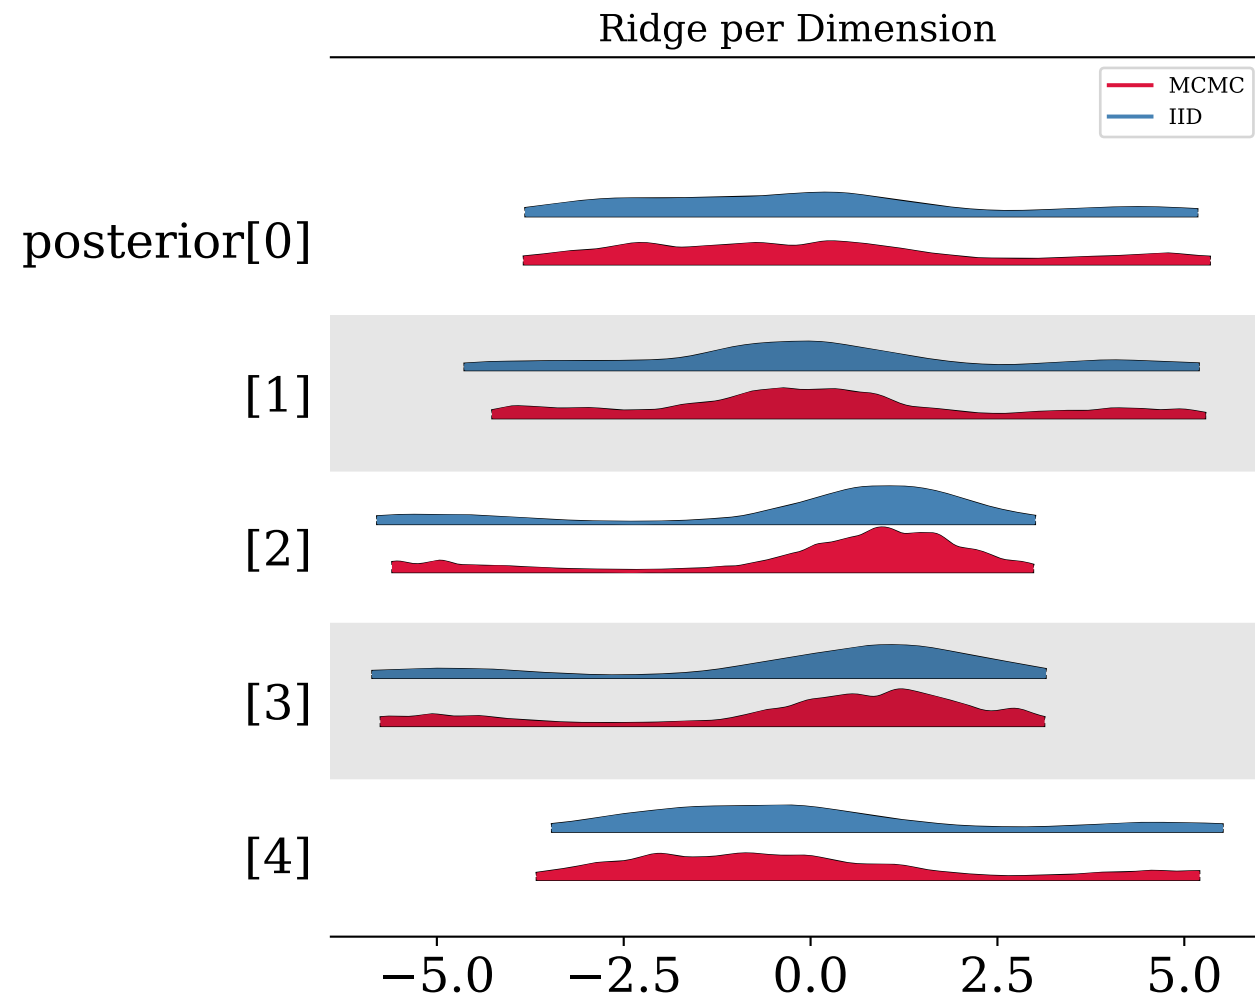 Ridge per Dimension
MCMC
IID
posterior[0]
[1]
[2]
[3]
[4]
−5.0 −2.5 0.0 2.5 5.0